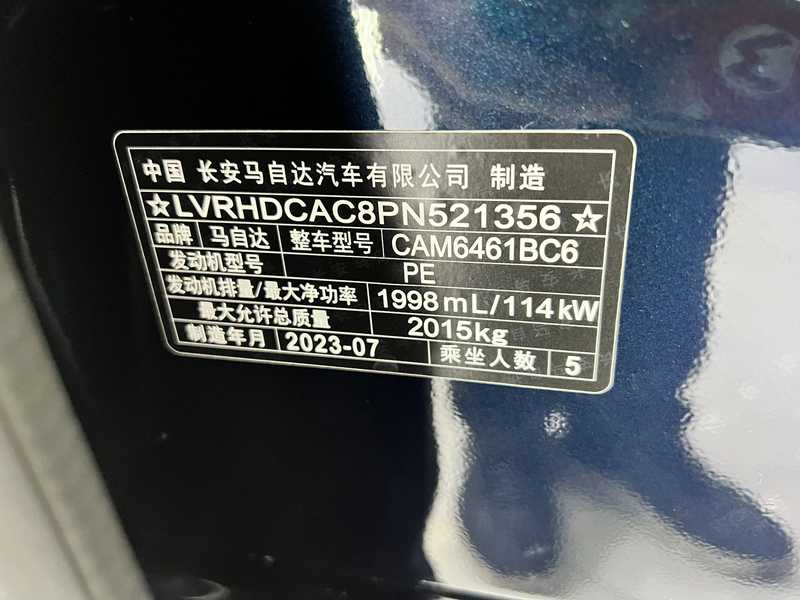 中国 长安马自达汽车有限公司 制造
☆LVRHDCAC8PN521356☆
品牌 马自达 整车型号 CAM6461BC6
发动机型号 PE
发动机排量/最大净功率 1998mL/114kW
最大允许总质量 2015kg
制造年月 2023-07 乘坐人数 5